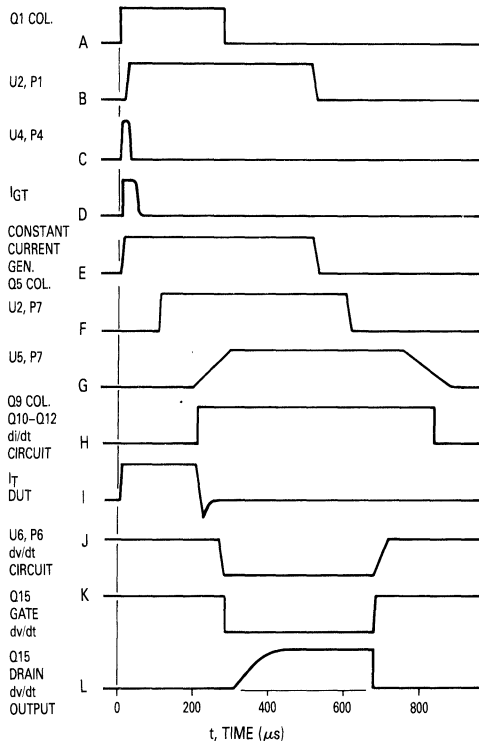 Q1 COL.
A
U2, P1
B
U4, P4
C
IGT
D
CONSTANT
CURRENT
GEN.
Q5 COL.
E
U2, P7
F
U5, P7
G
Q9 COL.
Q10–Q12
di/dt
CIRCUIT
H
IT
DUT
I
U6, P6
dv/dt
CIRCUIT
J
Q15
GATE
dv/dt
K
Q15
DRAIN
dv/dt
OUTPUT
L
0 200 400 600 800
t, TIME (μs)